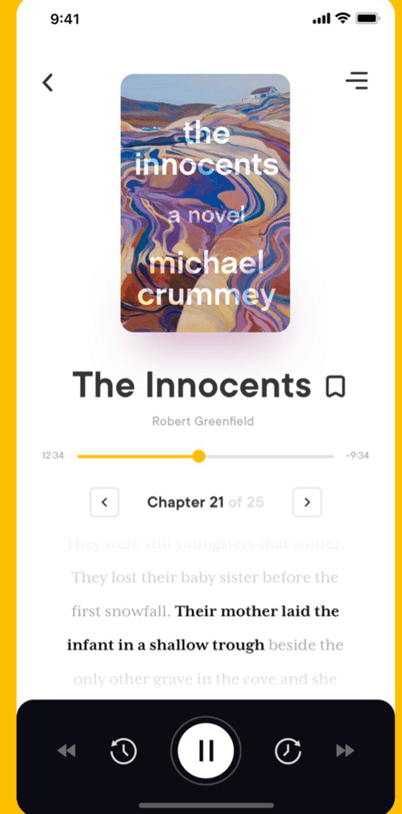 9:41
the
innocents
a novel
michael
crummey
The Innocents
Robert Greenfield
12:34 -9:34
Chapter 21 of 25
They were still youngsters that winter.
They lost their baby sister before the
first snowfall. Their mother laid the
infant in a shallow trough beside the
only other grave in the cove and she